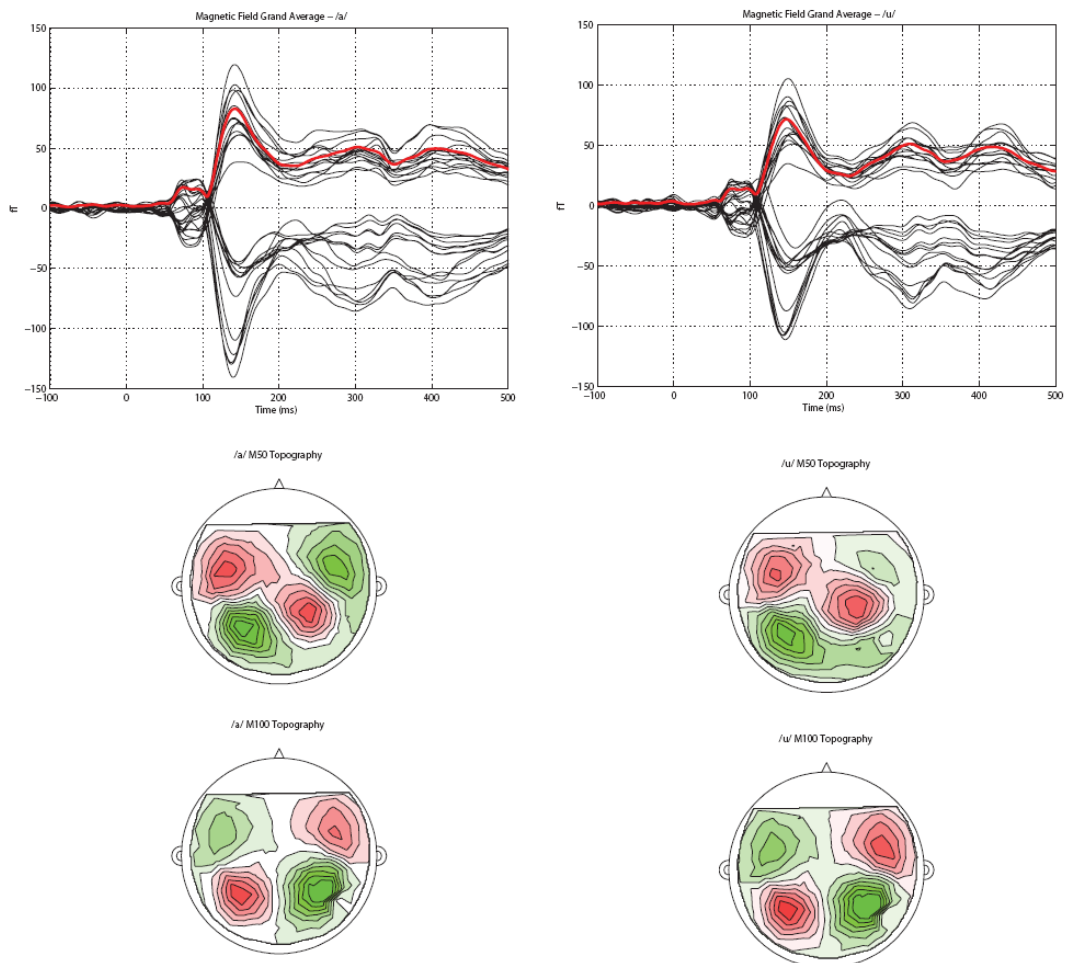 Magnetic Field Grand Average – /a/
150
100
50
0
−50
−100
−150
fT
−100 0 100 200 300 400 500
Time (ms)
Magnetic Field Grand Average – /u/
150
100
50
0
−50
−100
−150
fT
−100 0 100 200 300 400 500
Time (ms)
/a/ M50 Topography
/u/ M50 Topography
/a/ M100 Topography
/u/ M100 Topography